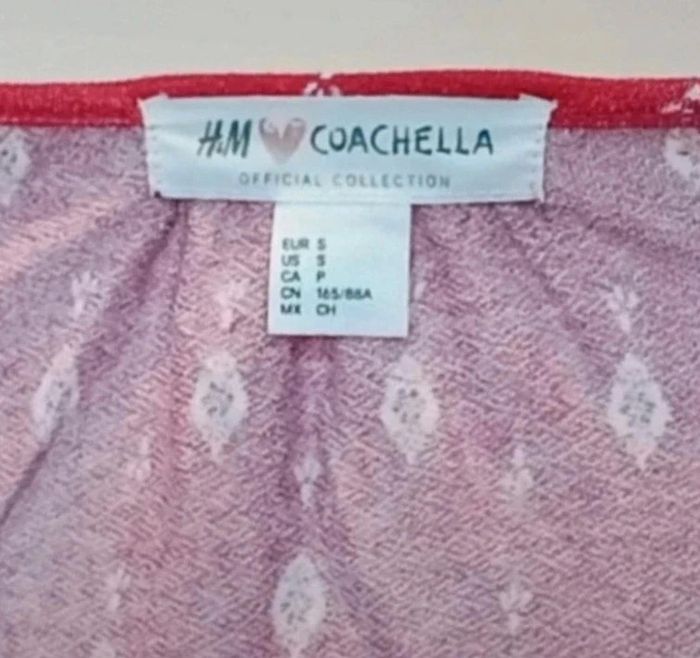 H&M COACHELLA
OFFICIAL COLLECTION
EUR S
US S
CA P
CN 165/88A
MX CH